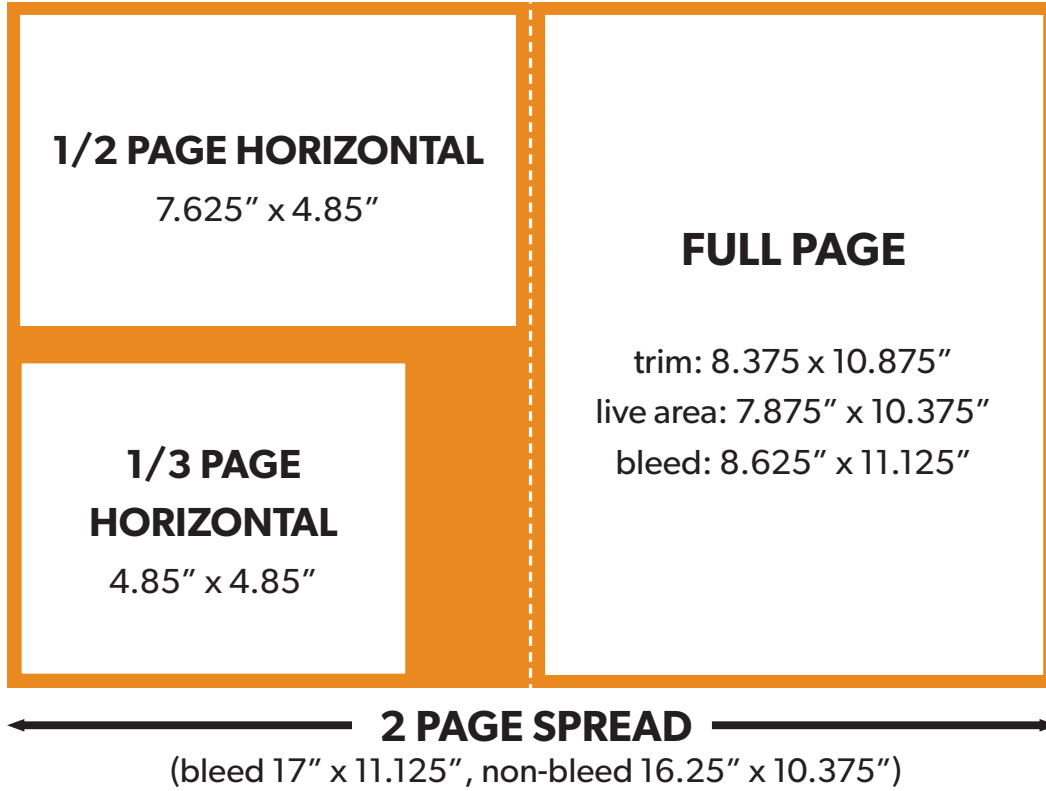 1/2 PAGE HORIZONTAL
7.625” x 4.85”
1/3 PAGE
HORIZONTAL
4.85” x 4.85”
FULL PAGE
trim: 8.375 x 10.875”
live area: 7.875” x 10.375”
bleed: 8.625” x 11.125”
2 PAGE SPREAD
(bleed 17” x 11.125”, non-bleed 16.25” x 10.375”)